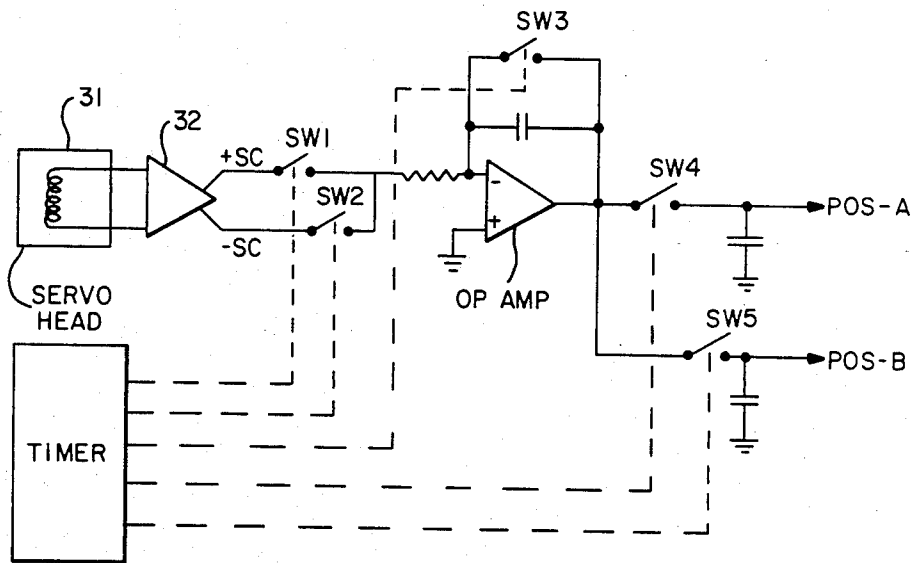 SW3
31
32
+SC
SW1
SW2
-SC
SW4
POS-A
SERVO
HEAD
-
+
OP AMP
SW5
POS-B
TIMER